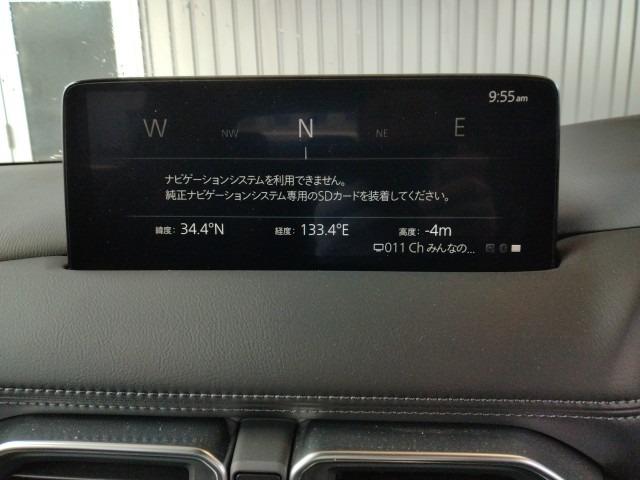 9:55am
W NW N NE E
ナビゲーションシステムを利用できません。
純正ナビゲーションシステム専用のSDカードを装着してください。
緯度: 34.4°N 経度: 133.4°E 高度: -4m
011 Ch みんなの...